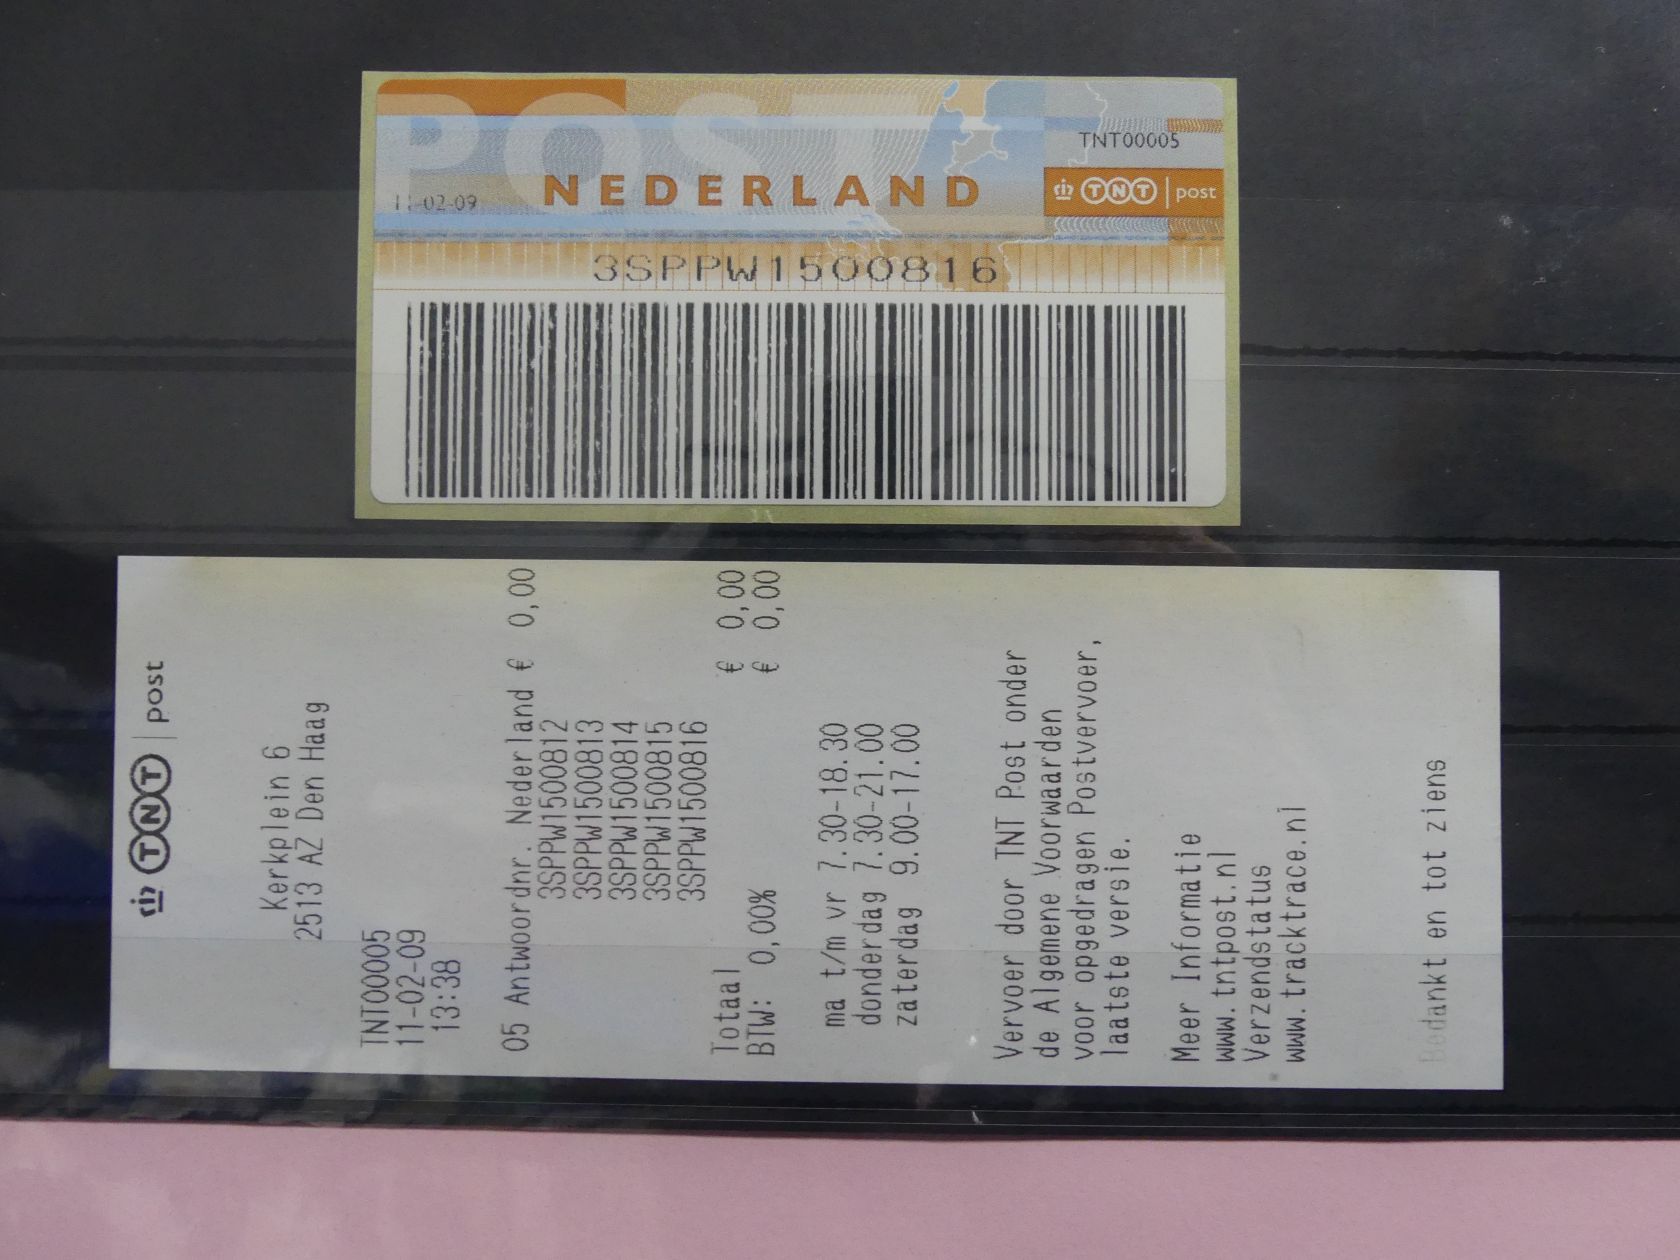 POST
TNT00005
11-02-09
NEDERLAND
TNT | post
3SPPW1500816
TNT | post
Kerkplein 6
2513 AZ Den Haag
TNT00005
11-02-09
13:38
05 Antwoordnr. Nederland € 0,00
3SPPW1500812
3SPPW1500813
3SPPW1500814
3SPPW1500815
3SPPW1500816
Totaal € 0,00
BTW: 0,00% € 0,00
ma t/m vr 7.30-18.30
donderdag 7.30-21.00
zaterdag 9.00-17.00
Vervoer door TNT Post onder
de Algemene Voorwaarden
voor opgedragen Postvervoer,
laatste versie.
Meer Informatie
www.tntpost.nl
Verzendstatus
www.tracktrace.nl
Bedankt en tot ziens